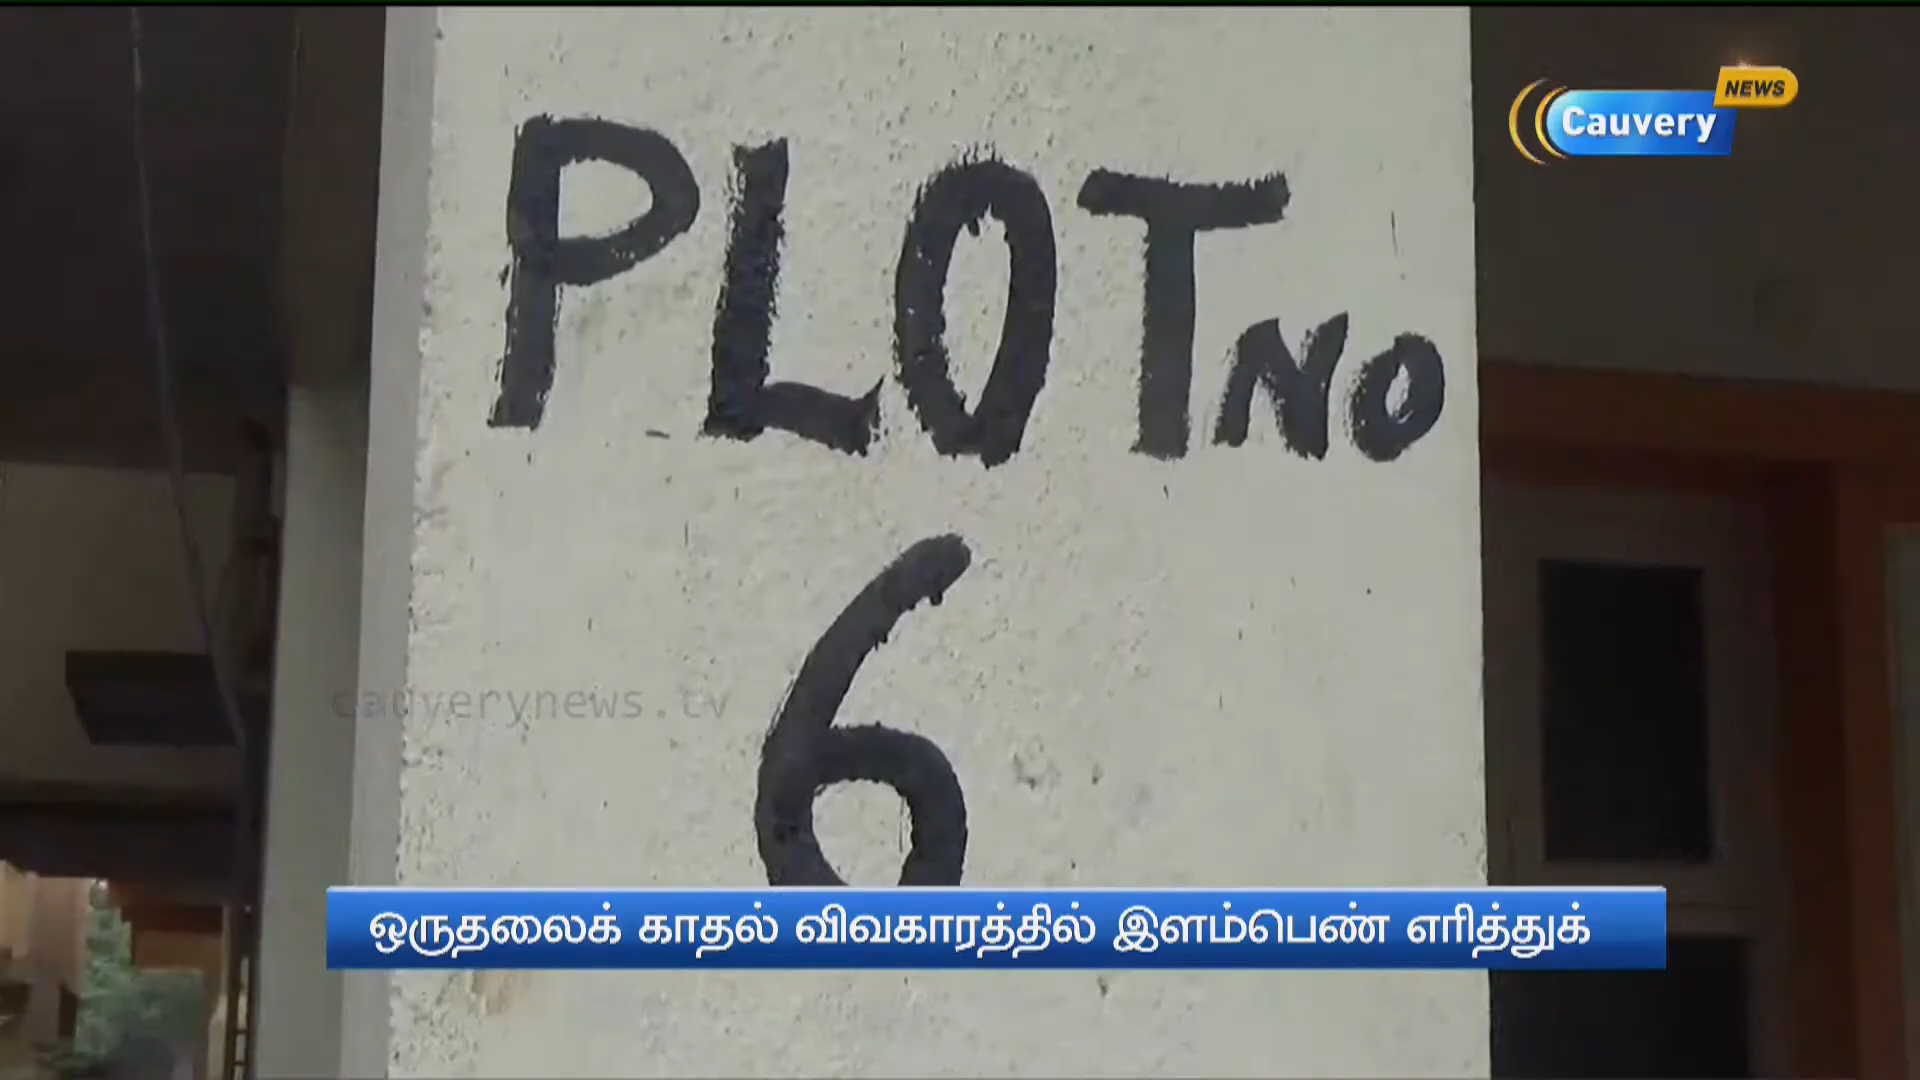 NEWS
Cauvery
PLOT NO
6
cauverynews.tv
ஒருதலைக் காதல் விவகாரத்தில் இளம்பெண் எரித்துக்